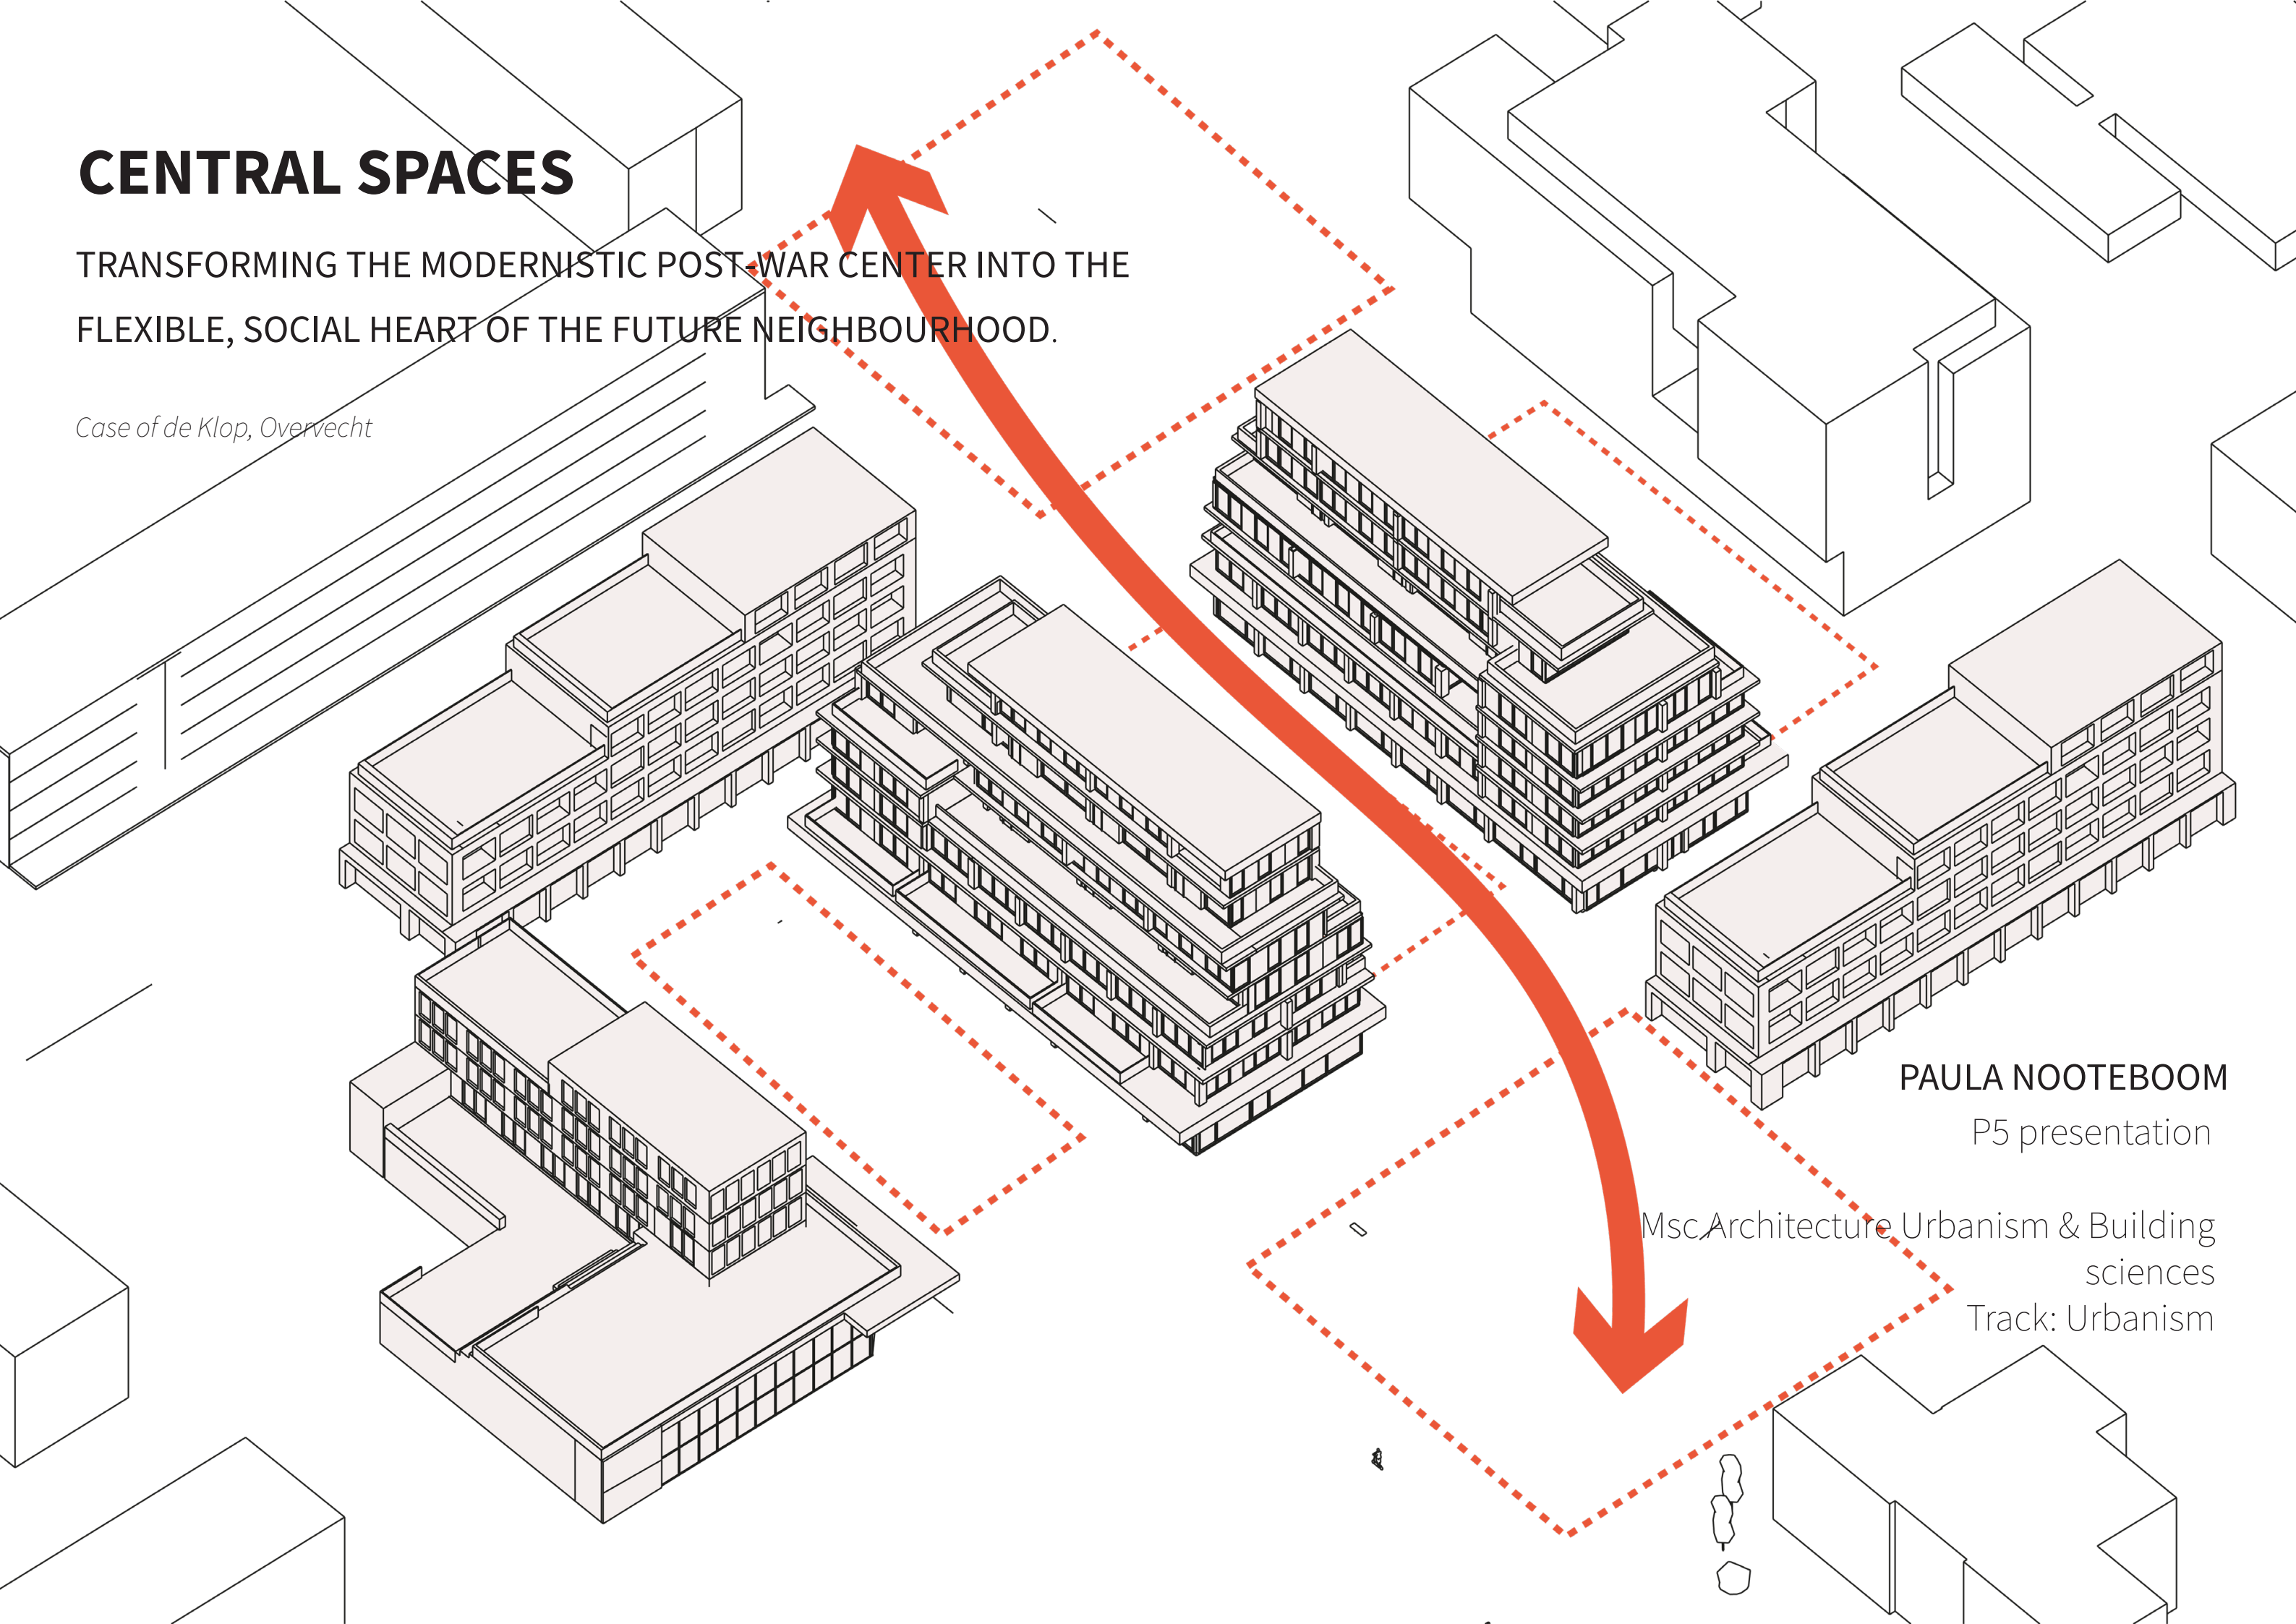 CENTRAL SPACES
TRANSFORMING THE MODERNISTIC POST-WAR CENTER INTO THE
FLEXIBLE, SOCIAL HEART OF THE FUTURE NEIGHBOURHOOD.
Case of de Klop, Overvecht
PAULA NOOTEBOOM
P5 presentation
Msc Architecture Urbanism & Building
sciences
Track: Urbanism